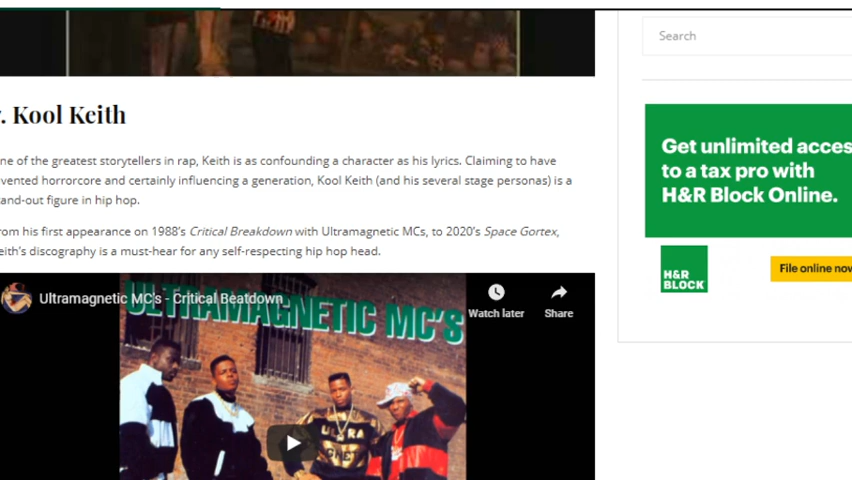 . Kool Keith
ne of the greatest storytellers in rap, Keith is as confounding a character as his lyrics. Claiming to have
vented horrorcore and certainly influencing a generation, Kool Keith (and his several stage personas) is a
and-out figure in hip hop.
rom his first appearance on 1988's Critical Breakdown with Ultramagnetic MCs, to 2020's Space Gortex,
eith's discography is a must-hear for any self-respecting hip hop head.
Ultramagnetic MC's - Critical Beatdown
Watch later
Share
ULTRAMAGNETIC MC'S
ULTRA
MAGNETIC
Search
Get unlimited acces
to a tax pro with
H&R Block Online.
H&R
BLOCK
File online now